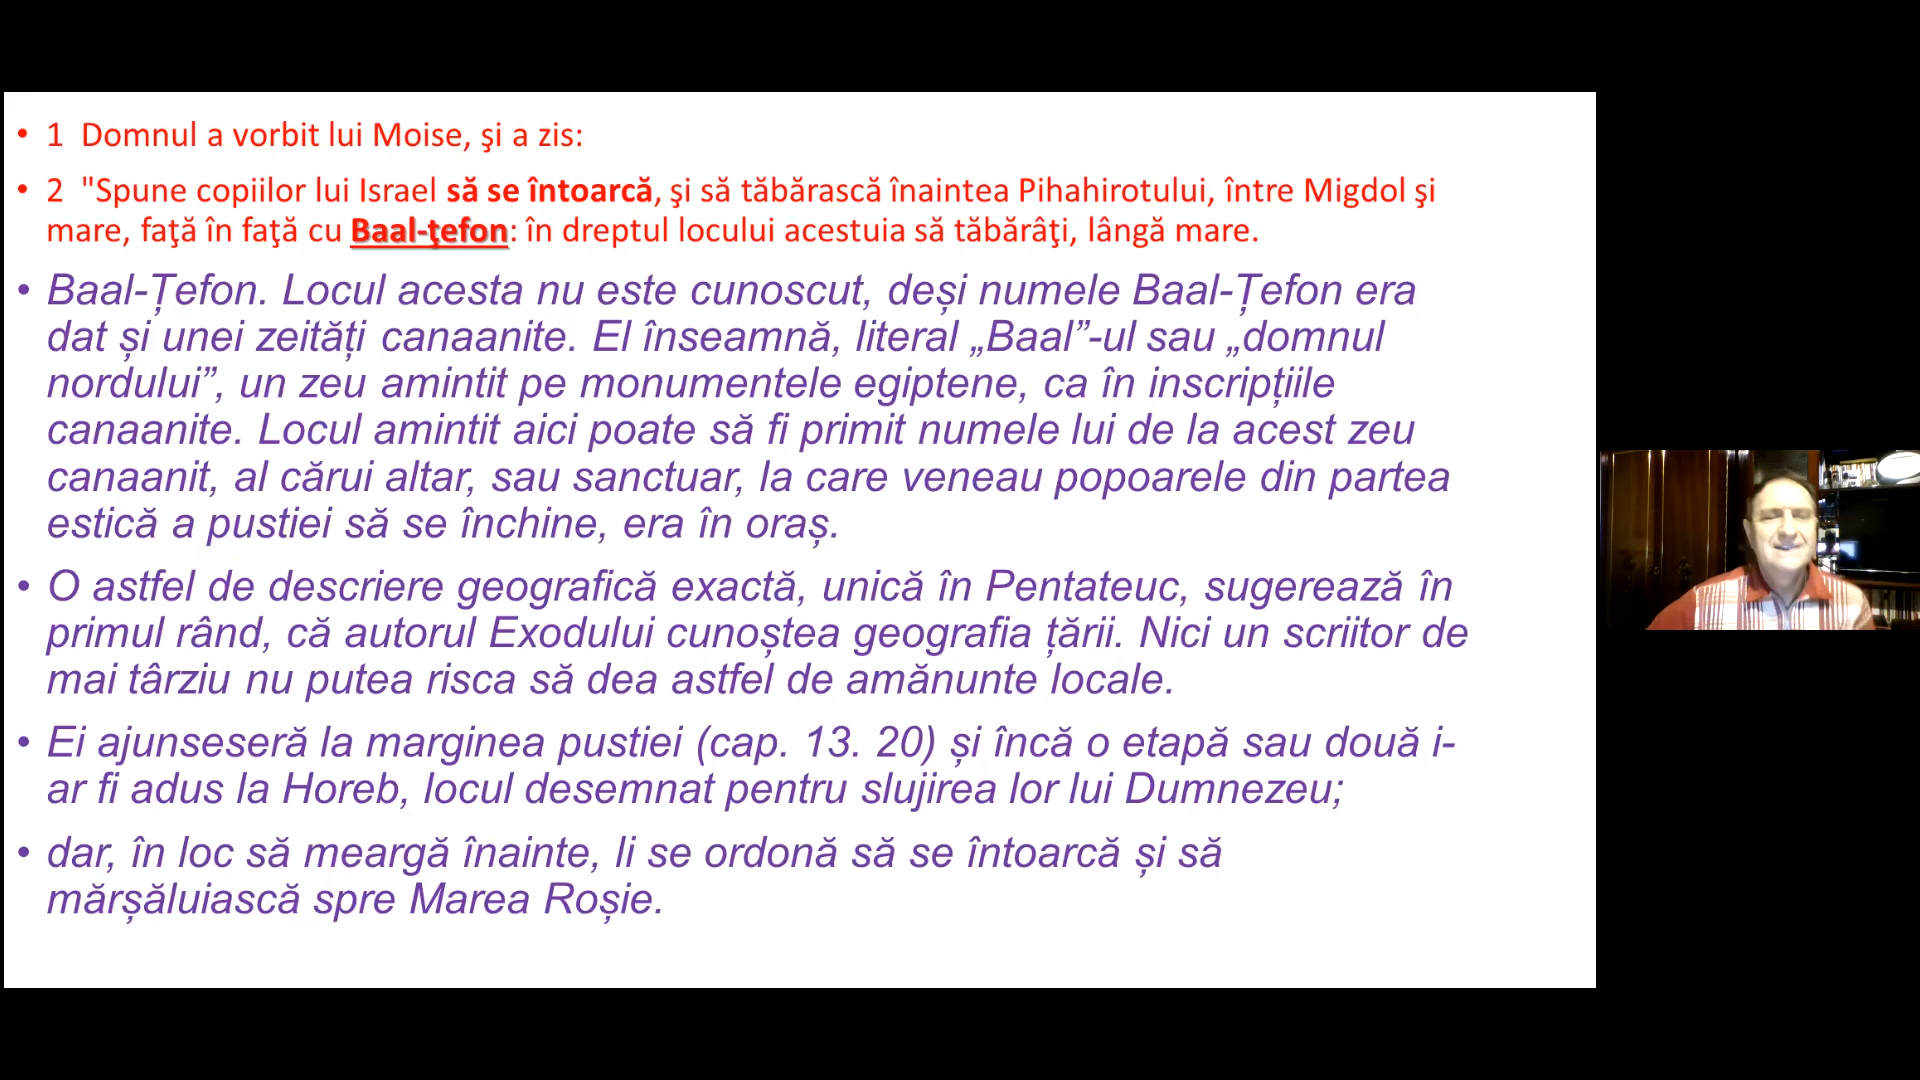 • 1  Domnul a vorbit lui Moise, şi a zis:
• 2  "Spune copiilor lui Israel să se întoarcă, şi să tăbărască înaintea Pihahirotului, între Migdol şi
mare, faţă în faţă cu Baal-ţefon: în dreptul locului acestuia să tăbărâţi, lângă mare.
• Baal-Țefon. Locul acesta nu este cunoscut, deși numele Baal-Țefon era
dat și unei zeități canaanite. El înseamnă, literal „Baal”-ul sau „domnul
nordului”, un zeu amintit pe monumentele egiptene, ca în inscripțiile
canaanite. Locul amintit aici poate să fi primit numele lui de la acest zeu
canaanit, al cărui altar, sau sanctuar, la care veneau popoarele din partea
estică a pustiei să se închine, era în oraș.
• O astfel de descriere geografică exactă, unică în Pentateuc, sugerează în
primul rând, că autorul Exodului cunoștea geografia țării. Nici un scriitor de
mai târziu nu putea risca să dea astfel de amănunte locale.
• Ei ajunseseră la marginea pustiei (cap. 13. 20) și încă o etapă sau două i-
ar fi adus la Horeb, locul desemnat pentru slujirea lor lui Dumnezeu;
• dar, în loc să meargă înainte, li se ordonă să se întoarcă și să
mărșăluiască spre Marea Roșie.